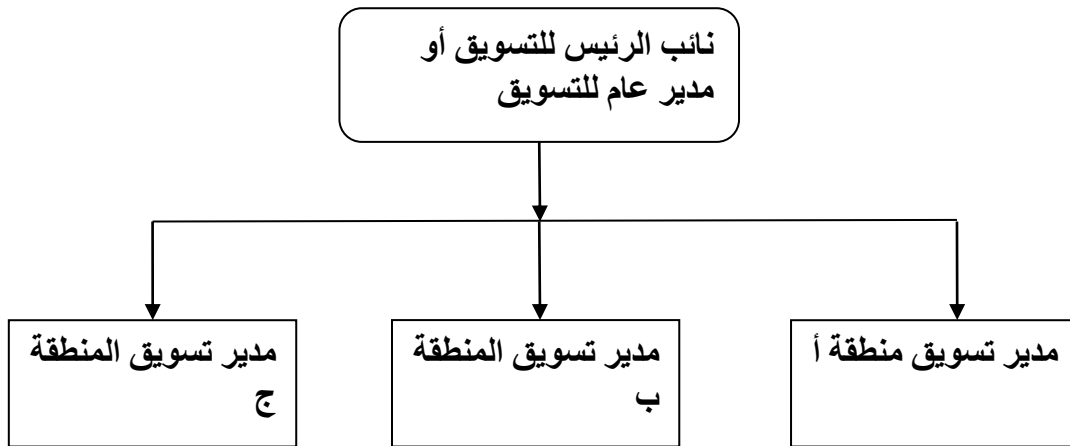 نائب الرئيس للتسويق أو
مدير عام للتسويق
مدير تسويق منطقة أ
مدير تسويق المنطقة
ب
مدير تسويق المنطقة
ج